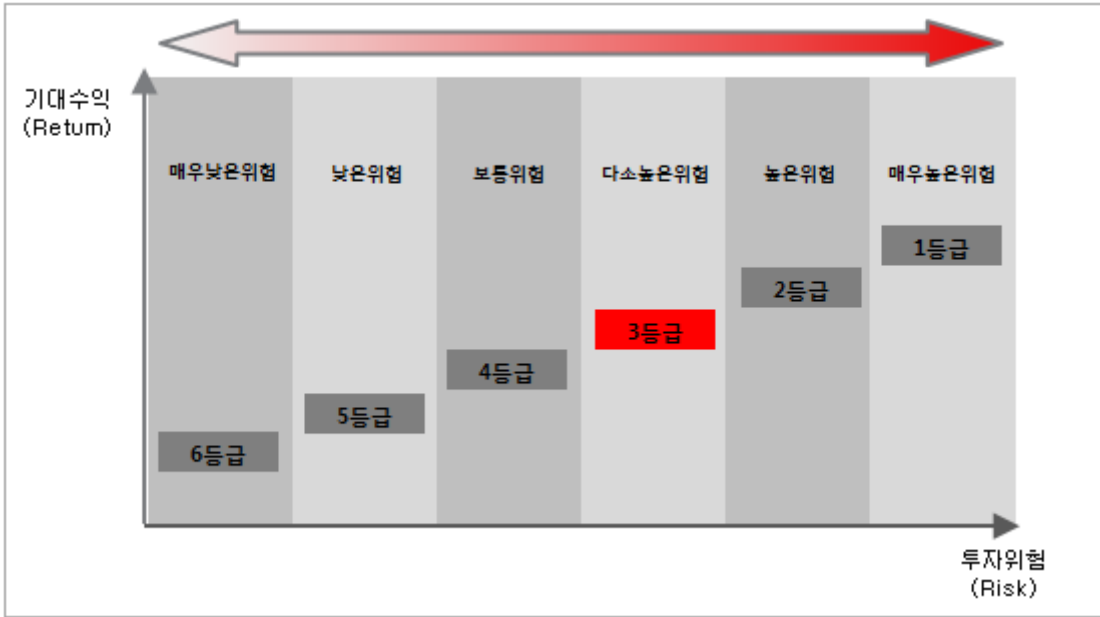 기대수익
(Return)
매우낮은위험 낮은위험 보통위험 다소높은위험 높은위험 매우높은위험
1등급
2등급
3등급
4등급
5등급
6등급
투자위험
(Risk)